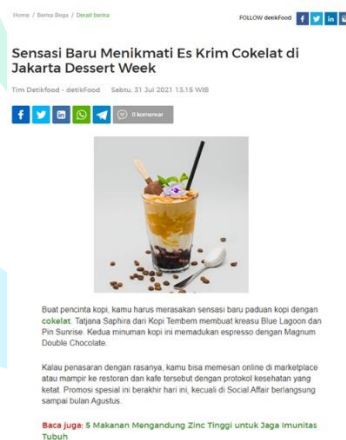 Home / Berita Boga / Detail berita
FOLLOW detikFood
Sensasi Baru Menikmati Es Krim Cokelat di
Jakarta Dessert Week
Tim Detikfood - detikFood Sabtu, 31 Jul 2021 13.15 WIB
0 komentar
Buat pencinta kopi, kamu harus merasakan sensasi baru paduan kopi dengan
cokelat. Tatjana Saphira dari Kopi Tembem membuat kreasu Blue Lagoon dan
Pin Sunrise. Kedua minuman kopi ini memadukan espresso dengan Magnum
Double Chocolate.
Kalau penasaran dengan rasanya, kamu bisa memesan online di marketplace
atau mampir ke restoran dan kafe tersebut dengan protokol kesehatan yang
ketat. Promosi spesial ini berakhir hari ini, kecuali di Social Affair berlangsung
sampai bulan Agustus.
Baca juga: 5 Makanan Mengandung Zinc Tinggi untuk Jaga Imunitas
Tubuh